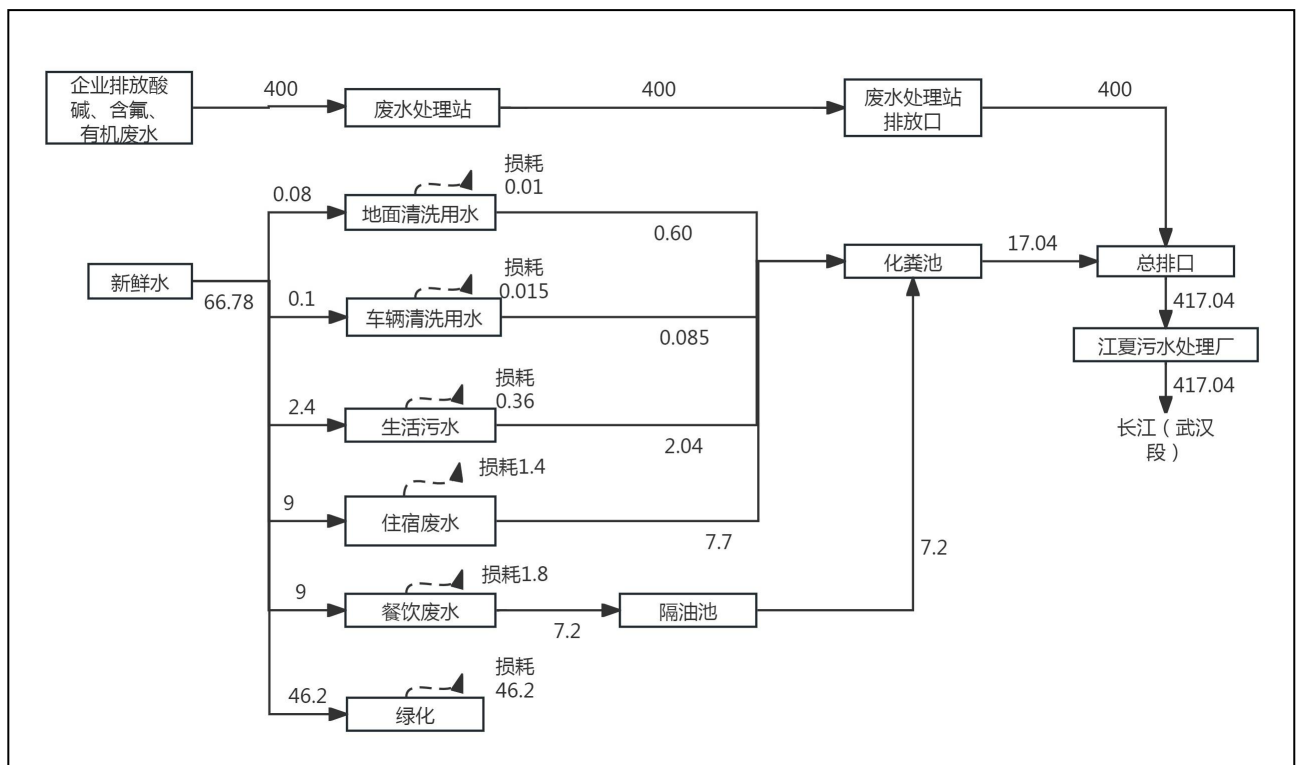 企业排放酸
碱、含氟、
有机废水
400
废水处理站
400
废水处理站
排放口
400
损耗
0.01
0.08
地面清洗用水
0.60
新鲜水
66.78
损耗
0.015
0.1
车辆清洗用水
0.085
化粪池
17.04
总排口
417.04
江夏污水处理厂
417.04
长江（武汉
段）
损耗
0.36
2.4
生活污水
2.04
损耗1.4
9
住宿废水
7.7
损耗1.8
9
餐饮废水
7.2
隔油池
7.2
损耗
46.2
46.2
绿化